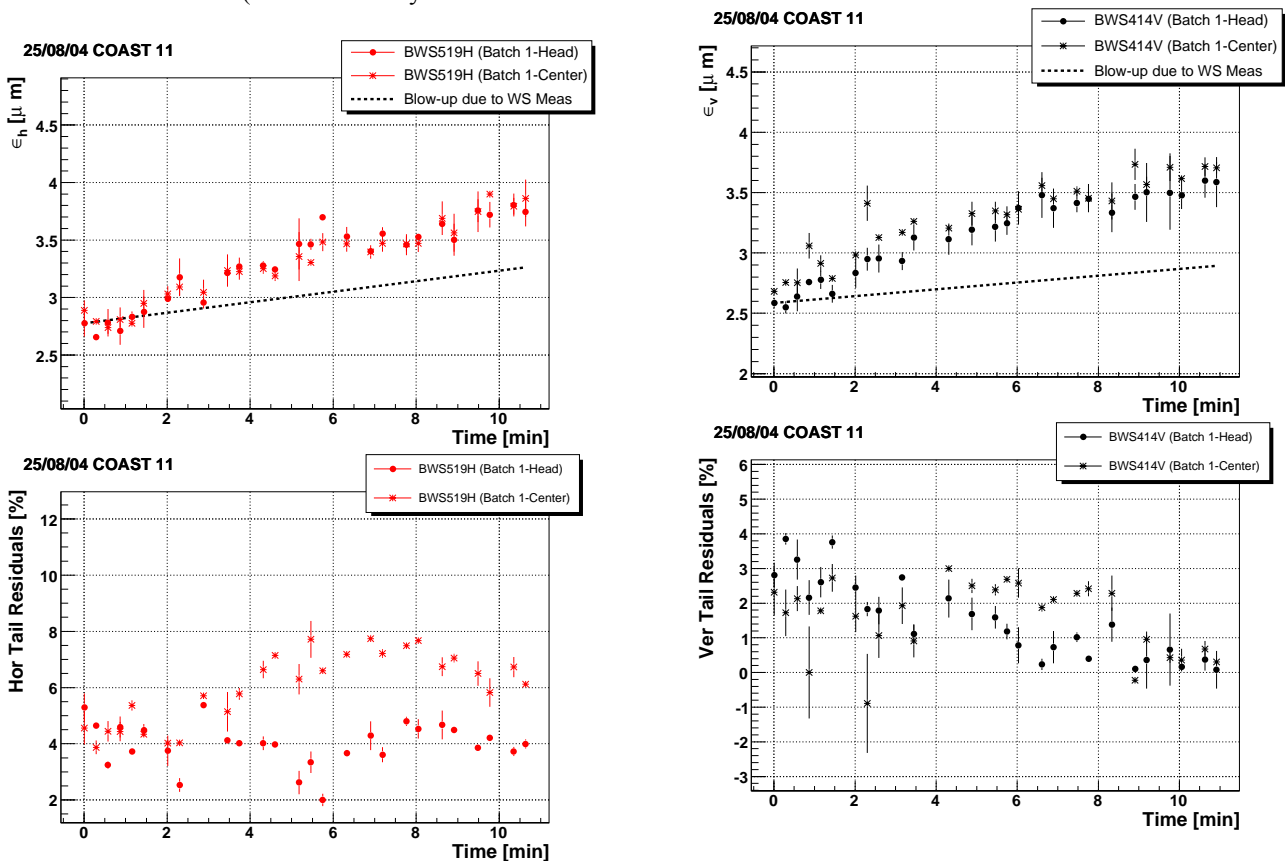 25/08/04 COAST 11
BWS519H (Batch 1-Head)
BWS519H (Batch 1-Center)
Blow-up due to WS Meas
ϵh [μ m]
4.5
4
3.5
3
2.5
0 2 4 6 8 10
Time [min]
25/08/04 COAST 11
BWS414V (Batch 1-Head)
BWS414V (Batch 1-Center)
Blow-up due to WS Meas
ϵv [μ m]
4.5
4
3.5
3
2.5
2
0 2 4 6 8 10
Time [min]
25/08/04 COAST 11
BWS519H (Batch 1-Head)
BWS519H (Batch 1-Center)
Hor Tail Residuals [%]
12
10
8
6
4
2
0 2 4 6 8 10
Time [min]
25/08/04 COAST 11
BWS414V (Batch 1-Head)
BWS414V (Batch 1-Center)
Ver Tail Residuals [%]
6
5
4
3
2
1
0
-1
-2
-3
0 2 4 6 8 10
Time [min]